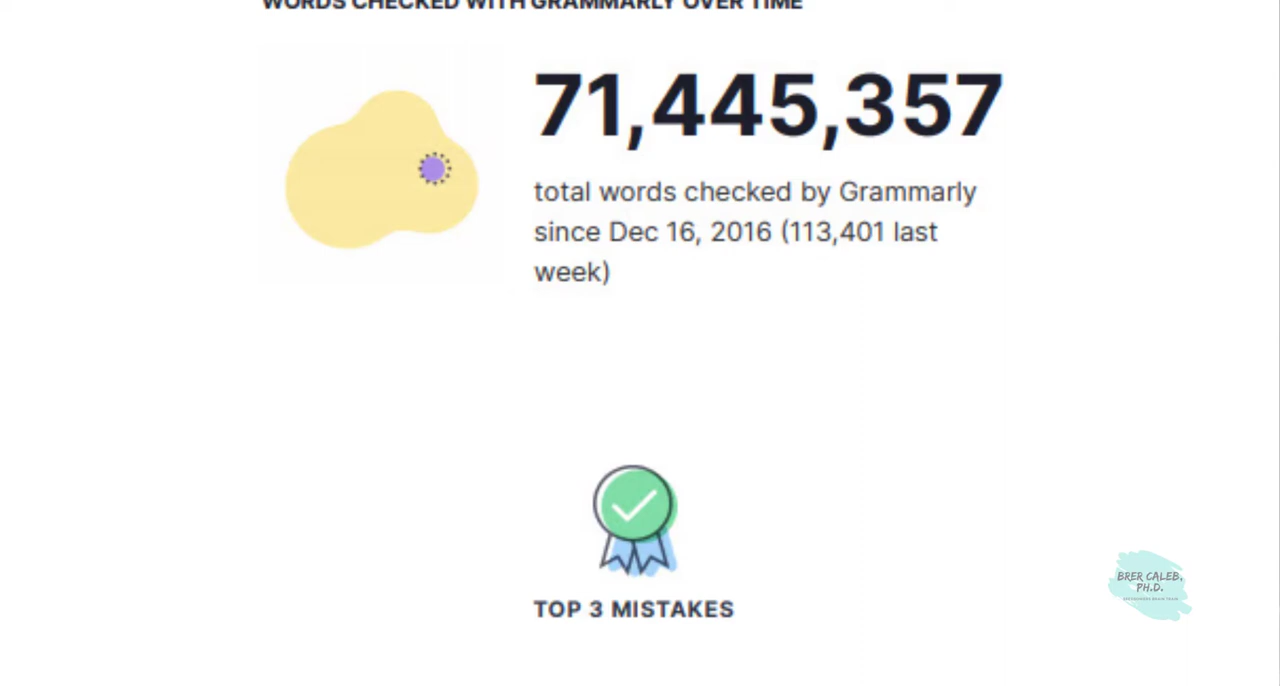 WORDS CHECKED WITH GRAMMARLY OVER TIME
71,445,357
total words checked by Grammarly
since Dec 16, 2016 (113,401 last
week)
TOP 3 MISTAKES
BRER CALEB,
PH.D.